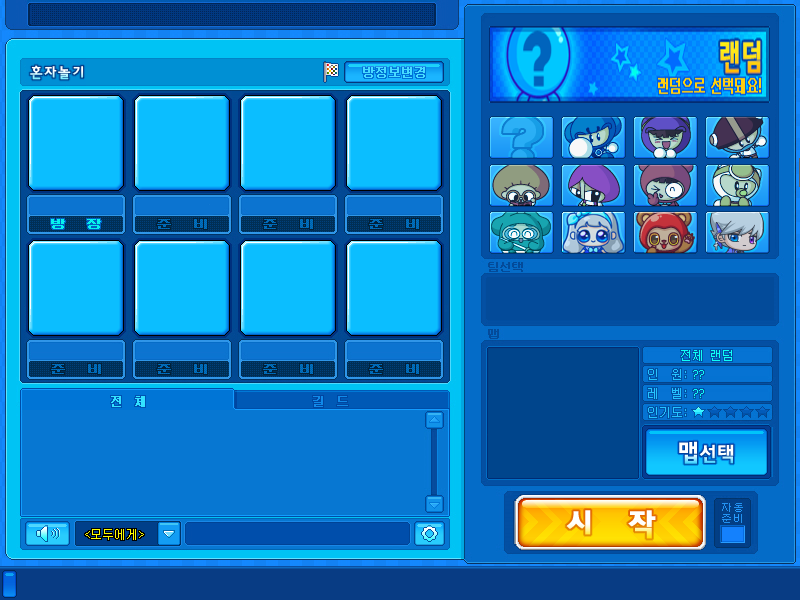 혼자놀기
방정보변경
방 장
준 비
준 비
준 비
준 비
준 비
준 비
준 비
전 체
길 드
<모두에게>
랜덤
랜덤으로 선택돼요!
팀선택
맵
전체 랜덤
인 원: ??
레 벨: ??
인기도:
맵선택
시 작
자동
준비